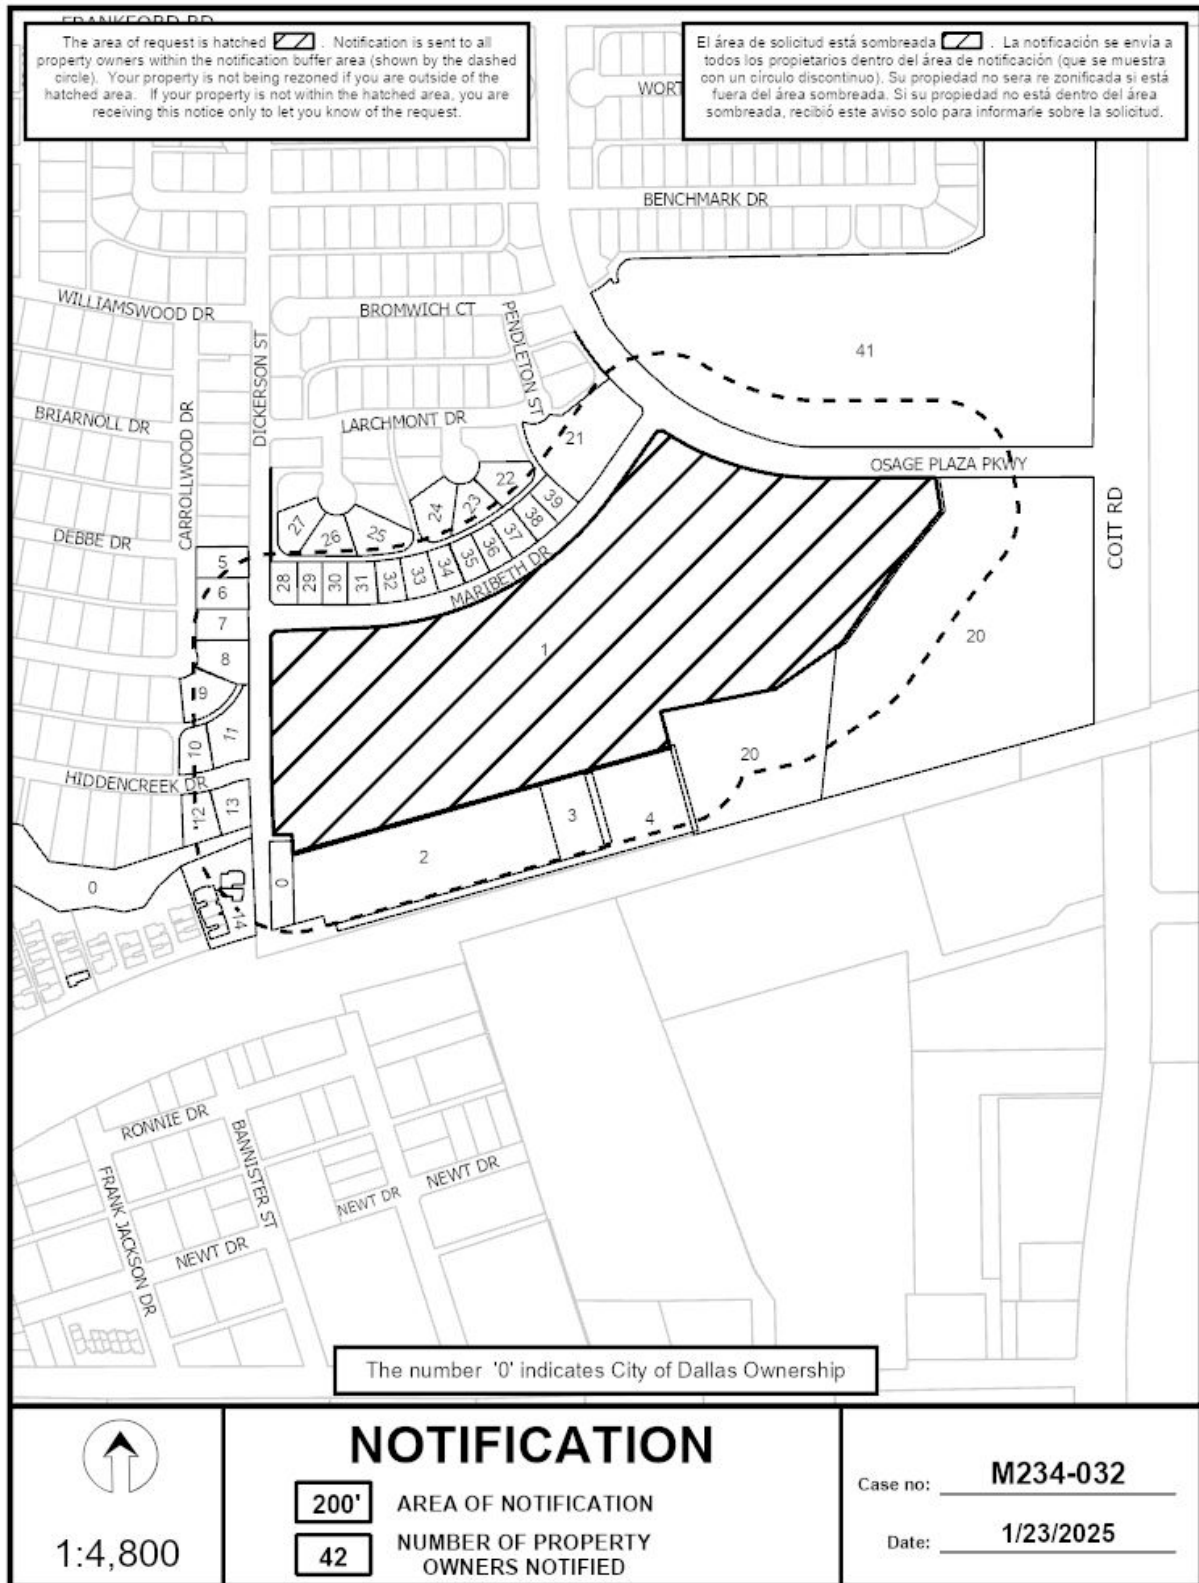 FRANKFORD RD
The area of request is hatched . Notification is sent to all
property owners within the notification buffer area (shown by the dashed
circle). Your property is not being rezoned if you are outside of the
hatched area. If your property is not within the hatched area, you are
receiving this notice only to let you know of the request.
El área de solicitud está sombreada . La notificación se envía a
todos los propietarios dentro del área de notificación (que se muestra
con un círculo discontinuo). Su propiedad no sera re zonificada si está
fuera del área sombreada. Si su propiedad no está dentro del área
sombreada, recibió este aviso solo para informarle sobre la solicitud.
WORT
BENCHMARK DR
WILLIAMSWOOD DR
BROMWICH CT
PENDLETON ST
DICKERSON ST
41
BRIARNOLL DR
CARROLLWOOD DR
LARCHMONT DR
21
OSAGE PLAZA PKWY
COIT RD
22
23
24
25
26
27
39
38
37
36
35
34
33
32
31
30
29
28
DEBBE DR
MARIBETH DR
5
6
7
8
9
10
11
1
20
20
HIDDENCREEK DR
12
13
3
4
2
0
0
14
RONNIE DR
BANNISTER ST
FRANK JACKSON DR
NEWT DR
NEWT DR
NEWT DR
The number '0' indicates City of Dallas Ownership
1:4,800
NOTIFICATION
200' AREA OF NOTIFICATION
42 NUMBER OF PROPERTY
OWNERS NOTIFIED
Case no: M234-032
Date: 1/23/2025